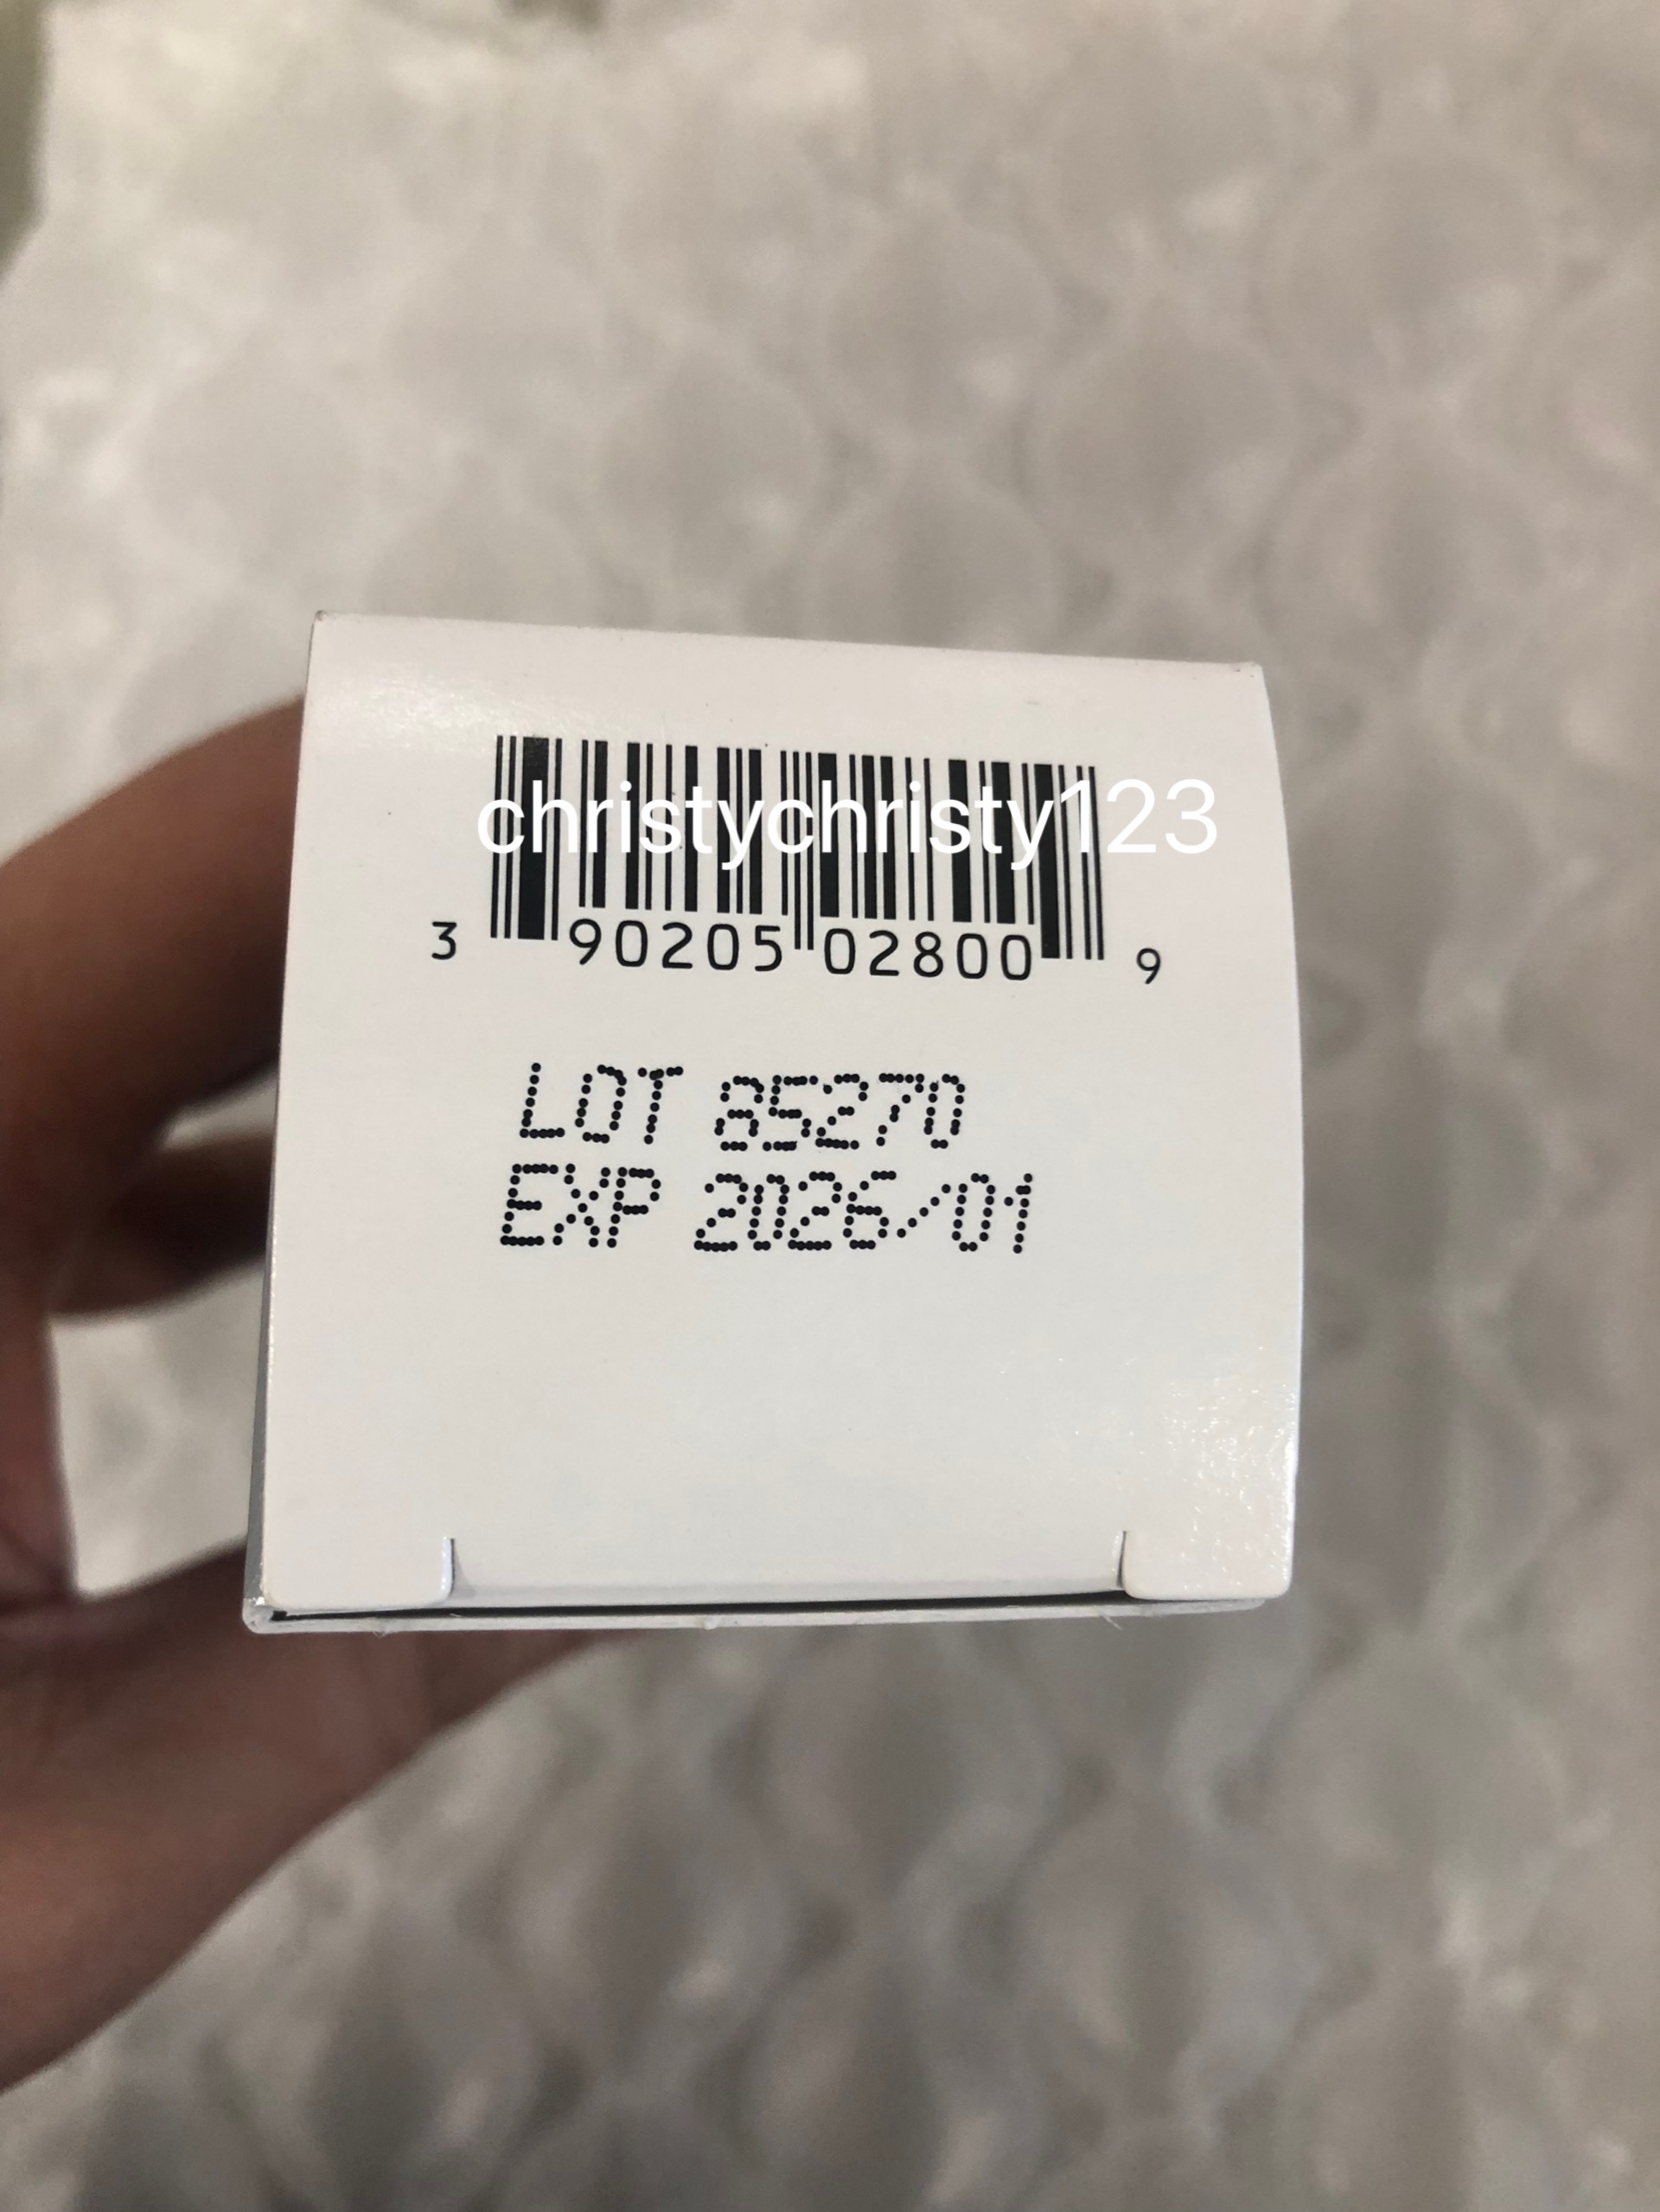 christychristy123
3 90205 02800 9
LOT 85270
EXP 2026/01